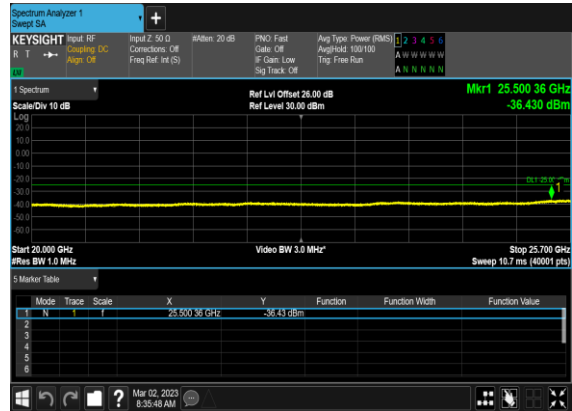 Spectrum Analyzer 1
Swept SA
+
KEYSIGHT Input: RF Input Z: 50 Ω #Atten: 20 dB PNO: Fast Avg Type: Power (RMS) 1 2 3 4 5 6
R T Coupling: DC Corrections: Off Gate: Off Avg|Hold: 100/100 A W W W W W
Align: Off Freq Ref: Int (S) IF Gain: Low Trig: Free Run
Sig Track: Off A N N N N N
1 Spectrum Ref Lvl Offset 26.00 dB Mkr1 25.500 36 GHz
Scale/Div 10 dB Ref Level 30.00 dBm -36.430 dBm
Log
20.0
10.0
0.00
-10.0
-20.0
-30.0
-40.0
-50.0
-60.0
1
Start 20.000 GHz Video BW 3.0 MHz* Stop 25.700 GHz
#Res BW 1.0 MHz Sweep 10.7 ms (40001 pts)
5 Marker Table
Mode Trace Scale X Y Function Function Width Function Value
1 N 1 f 25.500 36 GHz -36.43 dBm
2
3
4
5
6
? Mar 02, 2023
8:35:48 AM